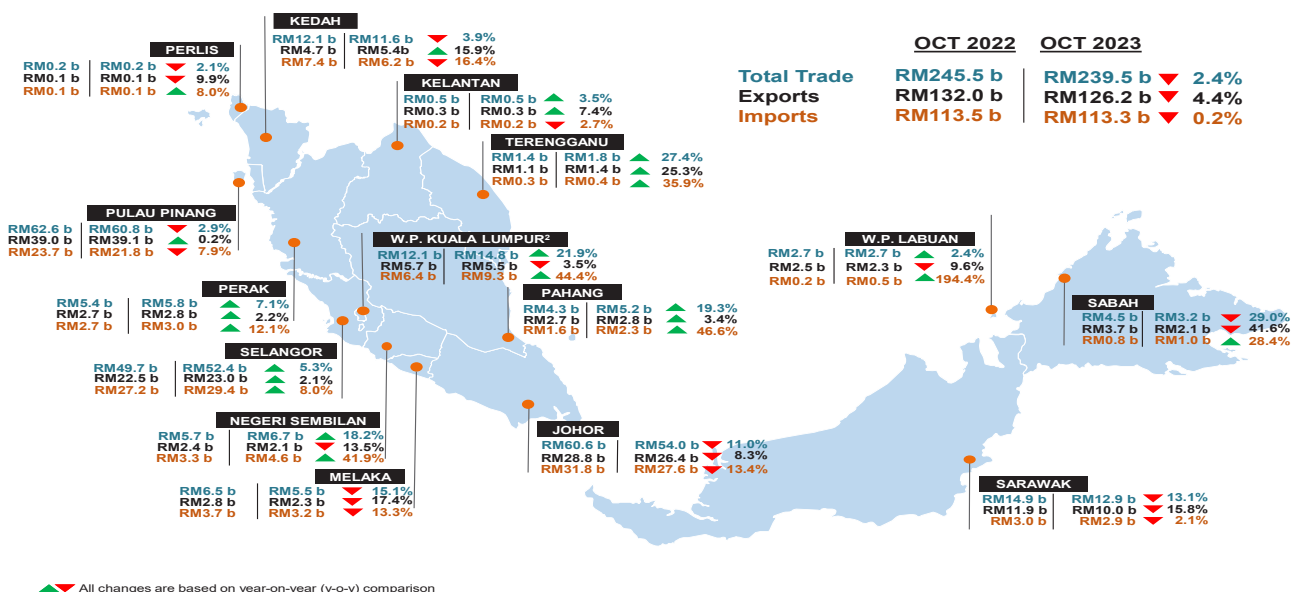 OCT 2022 OCT 2023
Total Trade RM245.5 b RM239.5 b 2.4%
Exports RM132.0 b RM126.2 b 4.4%
Imports RM113.5 b RM113.3 b 0.2%
KEDAH
RM12.1 b RM11.6 b 3.9%
RM4.7 b RM5.4b 15.9%
RM7.4 b RM6.2 b 16.4%
PERLIS
RM0.2 b RM0.2 b 2.1%
RM0.1 b RM0.1 b 9.9%
RM0.1 b RM0.1 b 8.0%
KELANTAN
RM0.5 b RM0.5 b 3.5%
RM0.3 b RM0.3 b 7.4%
RM0.2 b RM0.2 b 2.7%
TERENGGANU
RM1.4 b RM1.8 b 27.4%
RM1.1 b RM1.4 b 25.3%
RM0.3 b RM0.4 b 35.9%
PULAU PINANG
RM62.6 b RM60.8 b 2.9%
RM39.0 b RM39.1 b 0.2%
RM23.7 b RM21.8 b 7.9%
W.P. KUALA LUMPUR²
RM12.1 b RM14.8 b 21.9%
RM5.7 b RM5.5 b 3.5%
RM6.4 b RM9.3 b 44.4%
W.P. LABUAN
RM2.7 b RM2.7 b 2.4%
RM2.5 b RM2.3 b 9.6%
RM0.2 b RM0.5 b 194.4%
PERAK
RM5.4 b RM5.8 b 7.1%
RM2.7 b RM2.8 b 2.2%
RM2.7 b RM3.0 b 12.1%
PAHANG
RM4.3 b RM5.2 b 19.3%
RM2.7 b RM2.8 b 3.4%
RM1.6 b RM2.3 b 46.6%
SABAH
RM4.5 b RM3.2 b 29.0%
RM3.7 b RM2.1 b 41.6%
RM0.8 b RM1.0 b 28.4%
SELANGOR
RM49.7 b RM52.4 b 5.3%
RM22.5 b RM23.0 b 2.1%
RM27.2 b RM29.4 b 8.0%
NEGERI SEMBILAN
RM5.7 b RM6.7 b 18.2%
RM2.4 b RM2.1 b 13.5%
RM3.3 b RM4.6 b 41.9%
JOHOR
RM60.6 b RM54.0 b 11.0%
RM28.8 b RM26.4 b 8.3%
RM31.8 b RM27.6 b 13.4%
MELAKA
RM6.5 b RM5.5 b 15.1%
RM2.8 b RM2.3 b 17.4%
RM3.7 b RM3.2 b 13.3%
SARAWAK
RM14.9 b RM12.9 b 13.1%
RM11.9 b RM10.0 b 15.8%
RM3.0 b RM2.9 b 2.1%
All changes are based on year-on-year (y-o-y) comparison